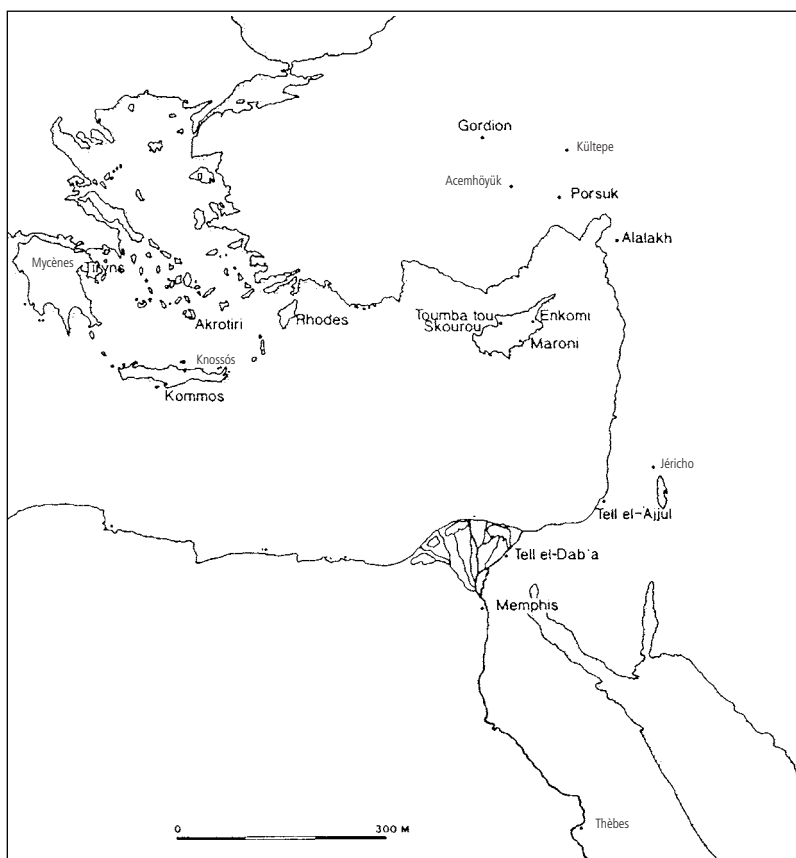 Gordion
Kültepe
Acemhöyük
Porsuk
Alalakh
Mycènes
Tiryns
Akrotiri
Rhodes
Toumba tou
Skourou
Enkomi
Maroni
Knossós
Kommos
Jéricho
Tell el-'Ajjul
Tell el-Dab'a
Memphis
Thèbes
0
300 M